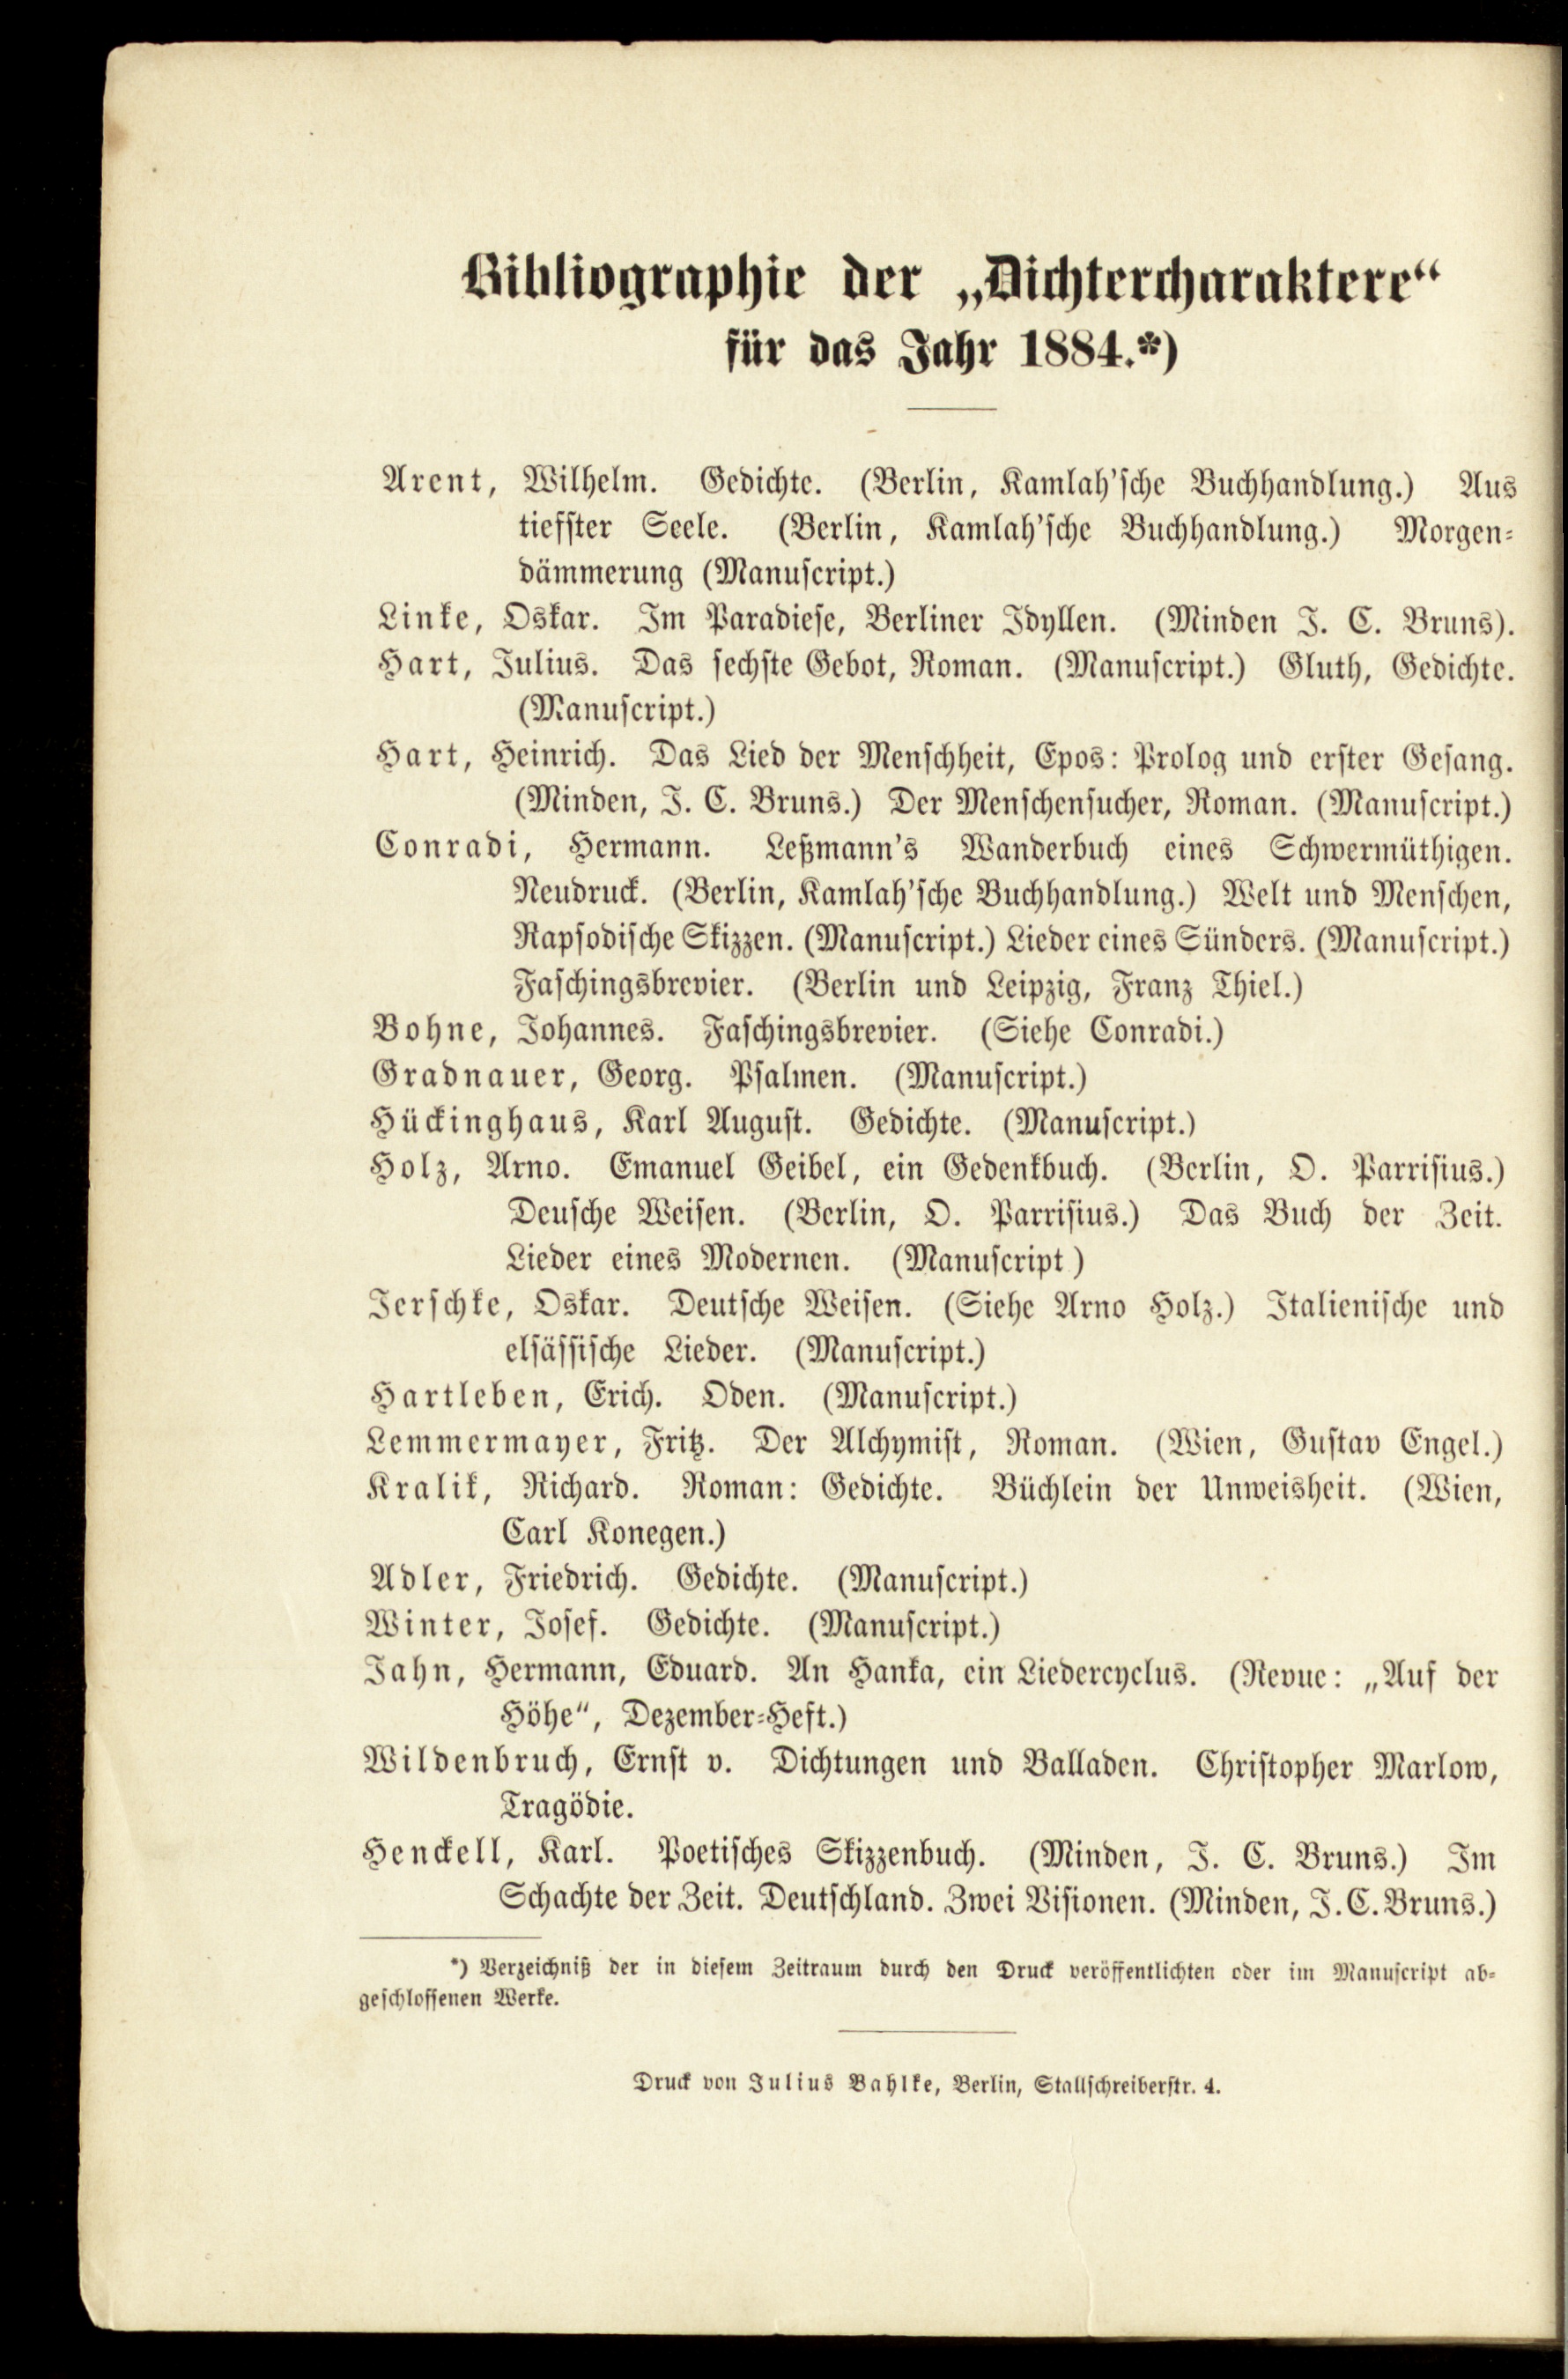 Bibliographie der „Dichtercharaktere“
für das Jahr 1884.*)
Arent, Wilhelm. Gedichte. (Berlin, Kamlah’sche Buchhandlung.) Aus
tiefster Seele. (Berlin, Kamlah’sche Buchhandlung.) Morgen-
dämmerung (Manuscript.)
Linke, Oskar. Im Paradiese, Berliner Idyllen. (Minden J. C. Bruns).
Hart, Julius. Das sechste Gebot, Roman. (Manuscript.) Gluth, Gedichte.
(Manuscript.)
Hart, Heinrich. Das Lied der Menschheit, Epos: Prolog und erster Gesang.
(Minden, J. C. Bruns.) Der Menschensucher, Roman. (Manuscript.)
Conradi, Hermann. Leßmann’s Wanderbuch eines Schwermüthigen.
Neudruck. (Berlin, Kamlah’sche Buchhandlung.) Welt und Menschen,
Rapsodische Skizzen. (Manuscript.) Lieder eines Sünders. (Manuscript.)
Faschingsbrevier. (Berlin und Leipzig, Franz Thiel.)
Bohne, Johannes. Faschingsbrevier. (Siehe Conradi.)
Gradnauer, Georg. Psalmen. (Manuscript.)
Hückinghaus, Karl August. Gedichte. (Manuscript.)
Holz, Arno. Emanuel Geibel, ein Gedenkbuch. (Berlin, O. Parrisius.)
Deusche Weisen. (Berlin, O. Parrisius.) Das Buch der Zeit.
Lieder eines Modernen. (Manuscript)
Jerschke, Oskar. Deutsche Weisen. (Siehe Arno Holz.) Italienische und
elsässische Lieder. (Manuscript.)
Hartleben, Erich. Oden. (Manuscript.)
Lemmermayer, Fritz. Der Alchymist, Roman. (Wien, Gustav Engel.)
Kralik, Richard. Roman: Gedichte. Büchlein der Unweisheit. (Wien,
Carl Konegen.)
Adler, Friedrich. Gedichte. (Manuscript.)
Winter, Josef. Gedichte. (Manuscript.)
Jahn, Hermann, Eduard. An Hanka, ein Liedercyclus. (Revue: „Auf der
Höhe“, Dezember-Heft.)
Wildenbruch, Ernst v. Dichtungen und Balladen. Christopher Marlow,
Tragödie.
Henckell, Karl. Poetisches Skizzenbuch. (Minden, J. C. Bruns.) Im
Schachte der Zeit. Deutschland. Zwei Visionen. (Minden, J. C. Bruns.)
*) Verzeichniß der in diesem Zeitraum durch den Druck veröffentlichten oder im Manuscript ab-
geschlossenen Werke.
Druck von Julius Bahlke, Berlin, Stallschreiberstr. 4.